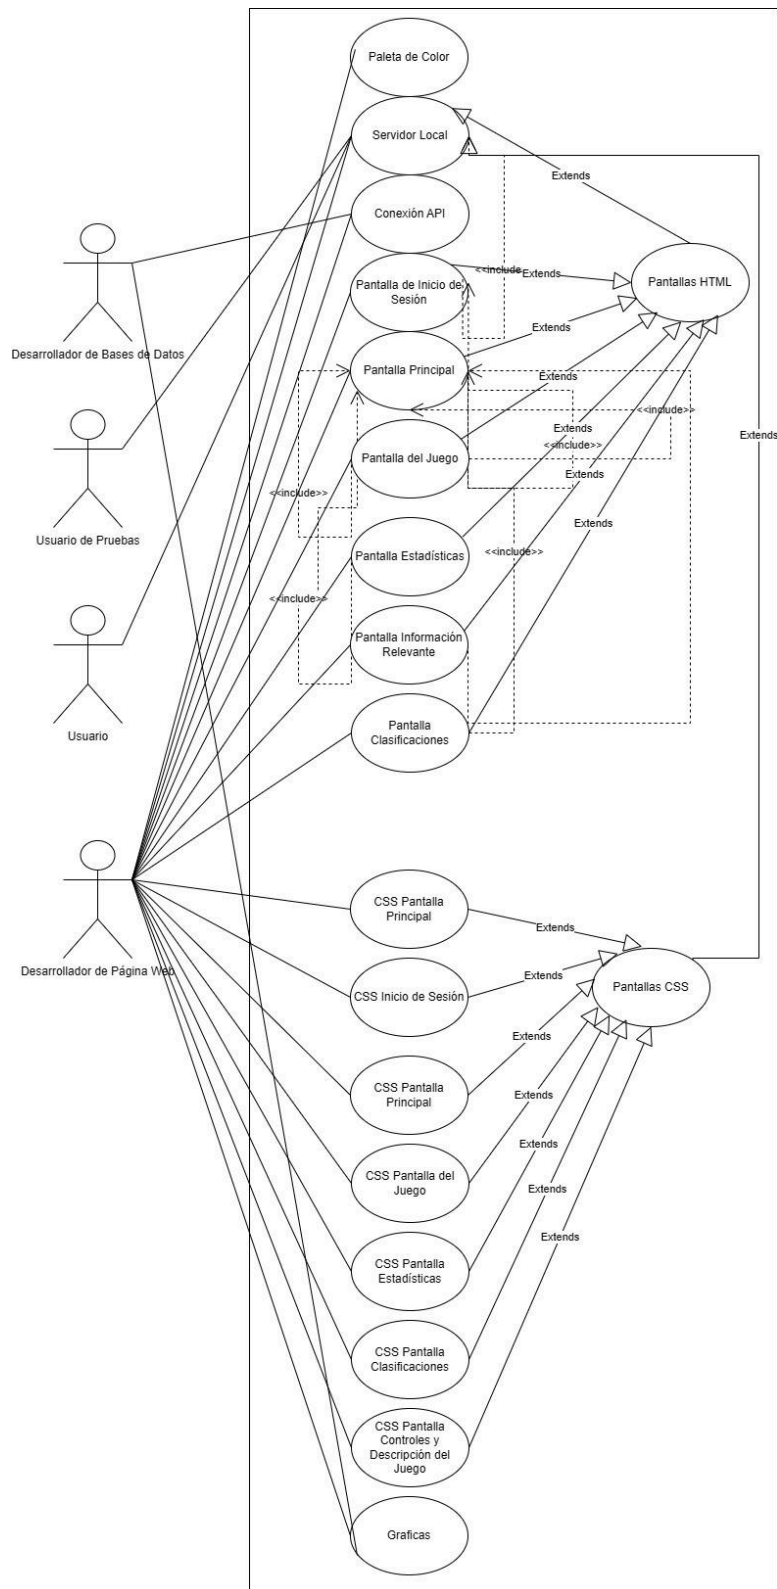 Paleta de Color
Servidor Local
Extends
Conexión API
<<include
Extends
Pantallas HTML
Pantalla de Inicio de
Sesión
Desarrollador de Bases de Datos
Extends
Pantalla Principal
Extends
<<include>>
Extends
Extends
Pantalla del Juego
<<include>>
Extends
<<include>>
Extends
Usuario de Pruebas
Pantalla Estadísticas
<<include>>
<<include>>
Pantalla Información
Relevante
Usuario
Pantalla
Clasificaciones
CSS Pantalla
Principal
Extends
Desarrollador de Página Web
Extends
CSS Inicio de Sesión
Pantallas CSS
Extends
CSS Pantalla
Principal
Extends
Extends
CSS Pantalla del
Juego
Extends
Extends
CSS Pantalla
Estadísticas
CSS Pantalla
Clasificaciones
CSS Pantalla
Controles y
Descripción del
Juego
Graficas